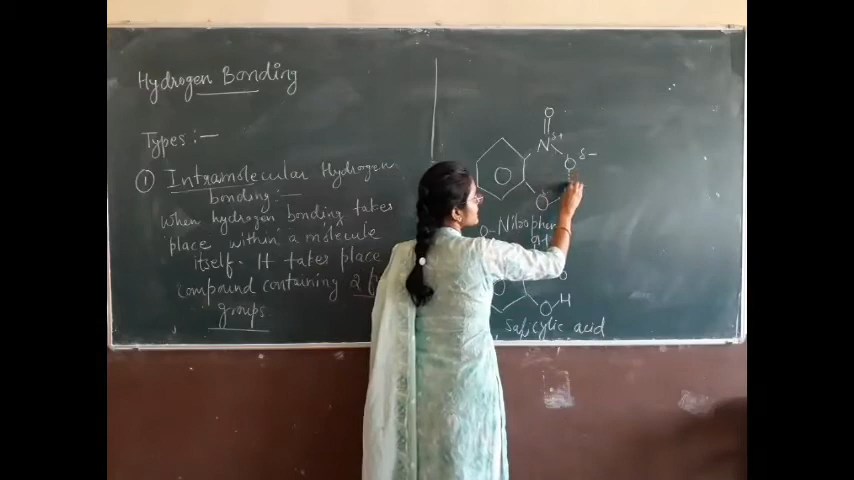 Hydrogen Bonding
Types :—
① Intramolecular Hydrogen
bonding :—
When hydrogen bonding takes
place within a molecule
itself. It takes place
compound containing 2
groups.
O
N δ+
O δ-
O
O
O-Nitrophen
O
O H
Salicylic acid